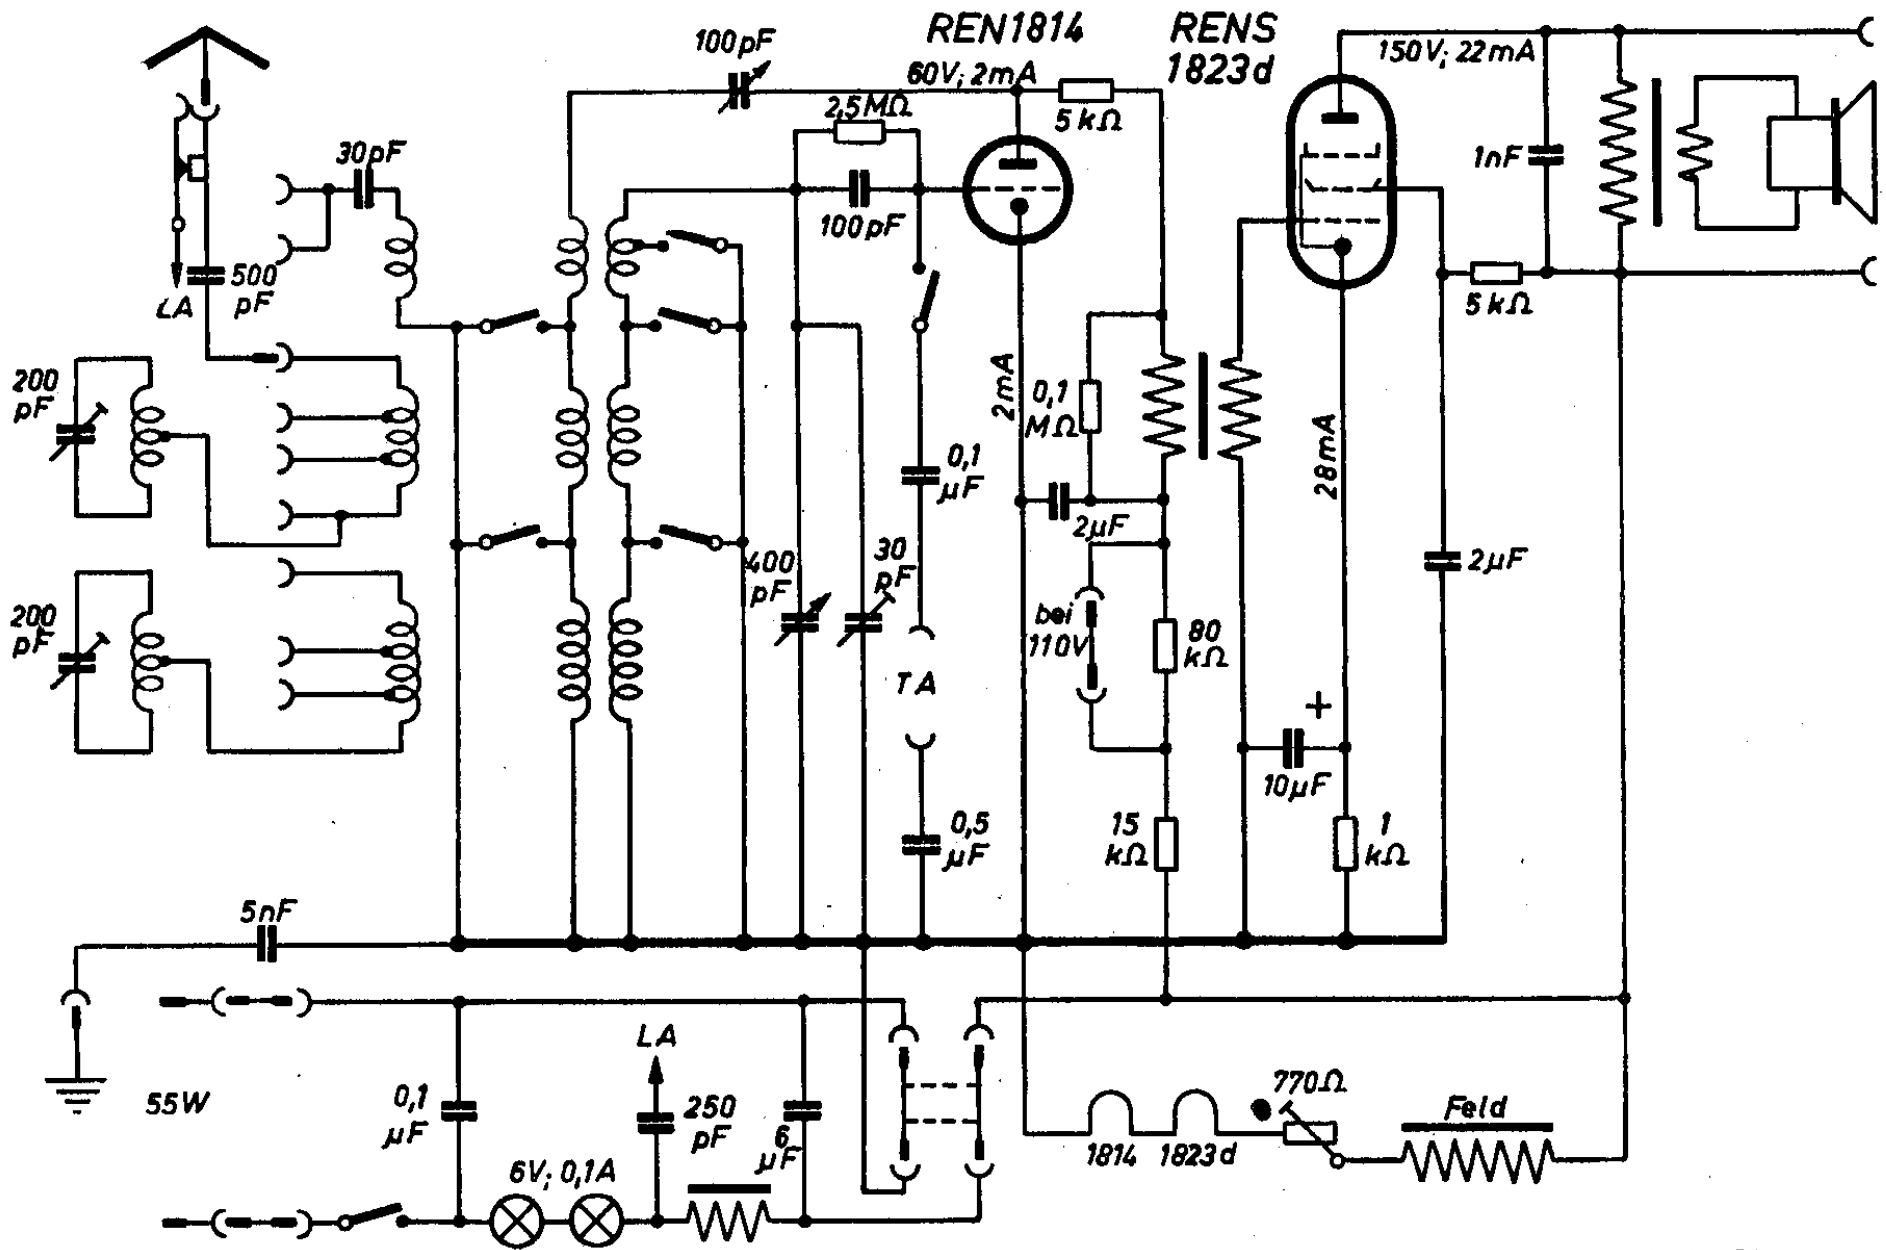 REN1814
RENS
1823d
100pF
60V; 2mA
150V; 22mA
2,5MΩ
5kΩ
30pF
100pF
1nF
500
pF
LA
5kΩ
200
pF
2mA
0,1
MΩ
28mA
0,1
µF
2µF
400
pF
30
pF
2µF
200
pF
bei
110V
80
kΩ
TA
+
10µF
0,5
µF
15
kΩ
1
kΩ
5nF
LA
55W
0,1
µF
250
pF
6
µF
770Ω
Feld
1814
1823d
6V; 0,1A